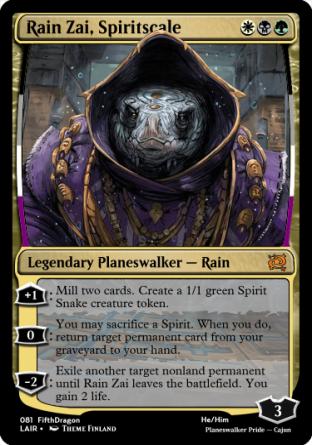 Rain Zai, Spiritscale
Legendary Planeswalker — Rain
+1
: Mill two cards. Create a 1/1 green Spirit
Snake creature token.
0
: You may sacrifice a Spirit. When you do,
return target permanent card from your
graveyard to your hand.
-2
: Exile another target nonland permanent
until Rain Zai leaves the battlefield. You
gain 2 life.
3
081 FifthDragon
He/Him
LAIR • Theme Finland
Planeswalker Pride — Cajun